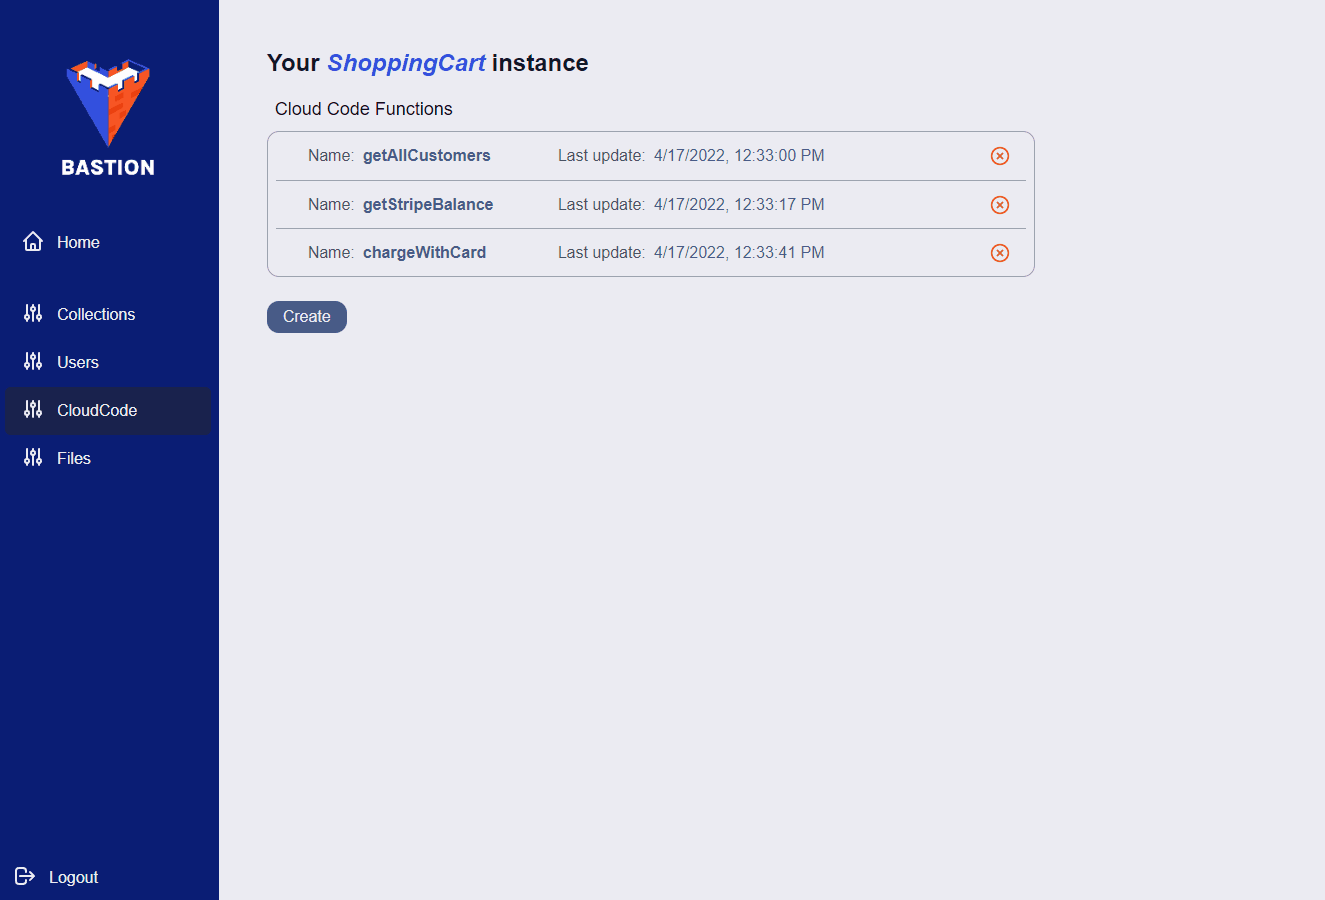 BASTION
Home
Collections
Users
CloudCode
Files
Logout
Your ShoppingCart instance
Cloud Code Functions
Name: getAllCustomers Last update: 4/17/2022, 12:33:00 PM
Name: getStripeBalance Last update: 4/17/2022, 12:33:17 PM
Name: chargeWithCard Last update: 4/17/2022, 12:33:41 PM
Create